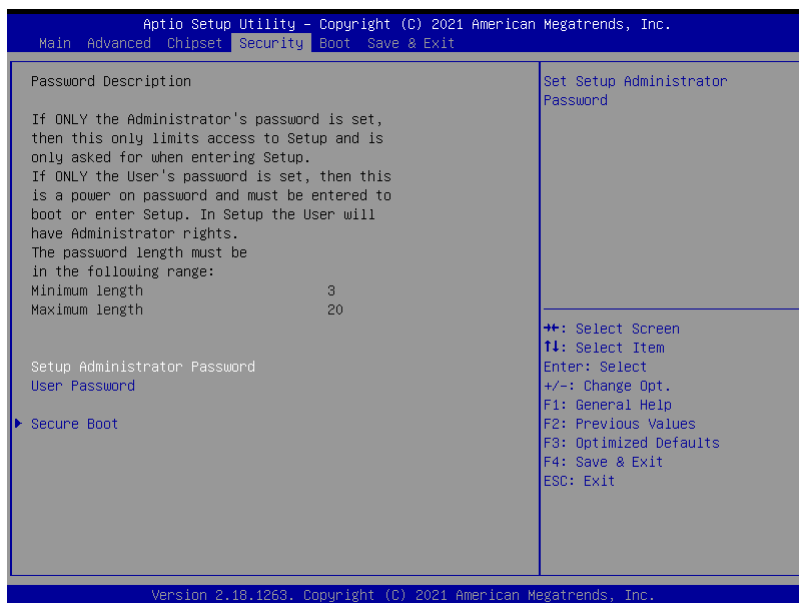 Aptio Setup Utility – Copyright (C) 2021 American Megatrends, Inc.
Main Advanced Chipset Security Boot Save & Exit
Password Description
If ONLY the Administrator's password is set,
then this only limits access to Setup and is
only asked for when entering Setup.
If ONLY the User's password is set, then this
is a power on password and must be entered to
boot or enter Setup. In Setup the User will
have Administrator rights.
The password length must be
in the following range:
Minimum length 3
Maximum length 20
Setup Administrator Password
User Password
Secure Boot
Set Setup Administrator
Password
→←: Select Screen
↑↓: Select Item
Enter: Select
+/-: Change Opt.
F1: General Help
F2: Previous Values
F3: Optimized Defaults
F4: Save & Exit
ESC: Exit
Version 2.18.1263. Copyright (C) 2021 American Megatrends, Inc.